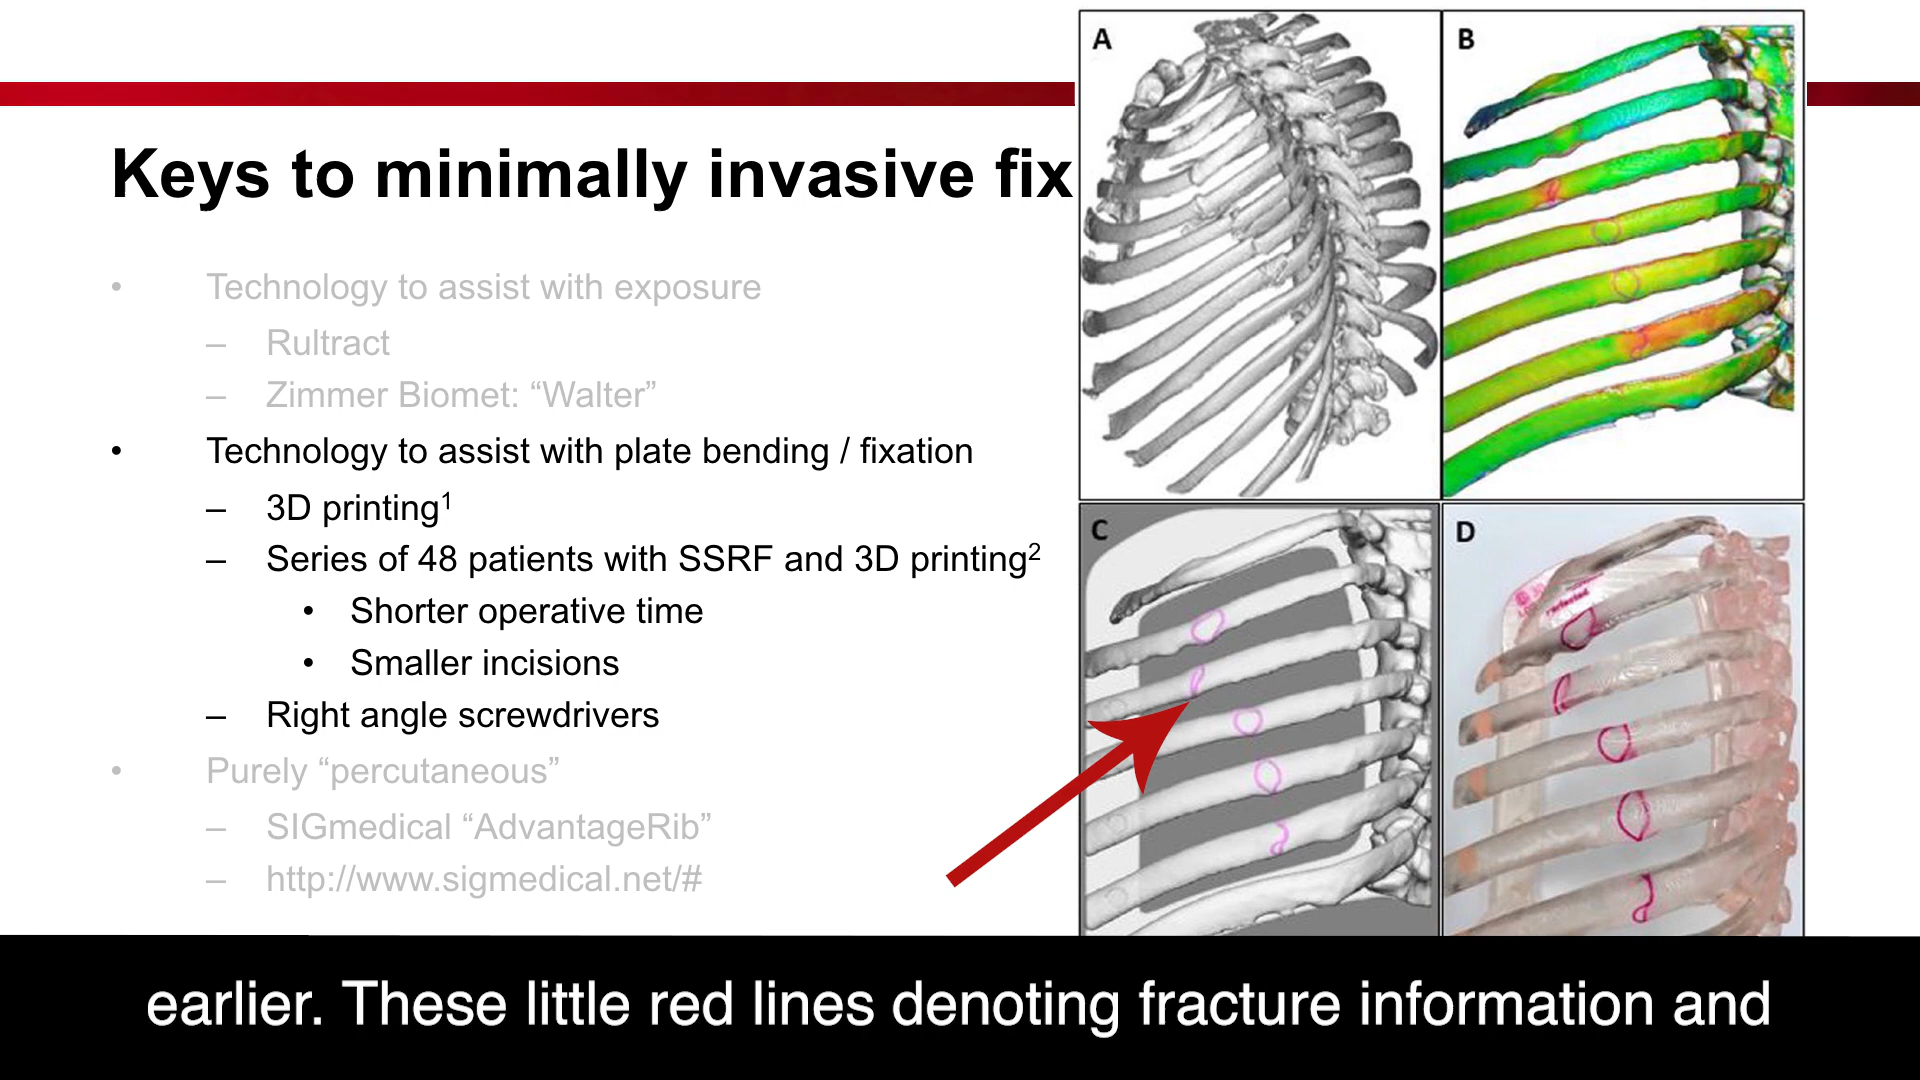 Keys to minimally invasive fix
• Technology to assist with exposure
– Rultract
– Zimmer Biomet: “Walter”
• Technology to assist with plate bending / fixation
– 3D printing¹
– Series of 48 patients with SSRF and 3D printing²
• Shorter operative time
• Smaller incisions
– Right angle screwdrivers
• Purely “percutaneous”
– SIGmedical “AdvantageRib”
– http://www.sigmedical.net/#
A
B
C
D
earlier. These little red lines denoting fracture information and